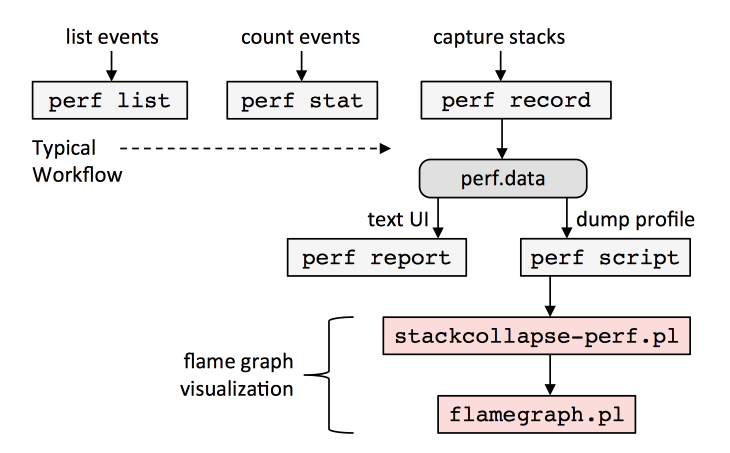 list events
count events
capture stacks
perf list
perf stat
perf record
Typical
Workflow
perf.data
text UI
dump profile
perf report
perf script
stackcollapse-perf.pl
flame graph
visualization
flamegraph.pl